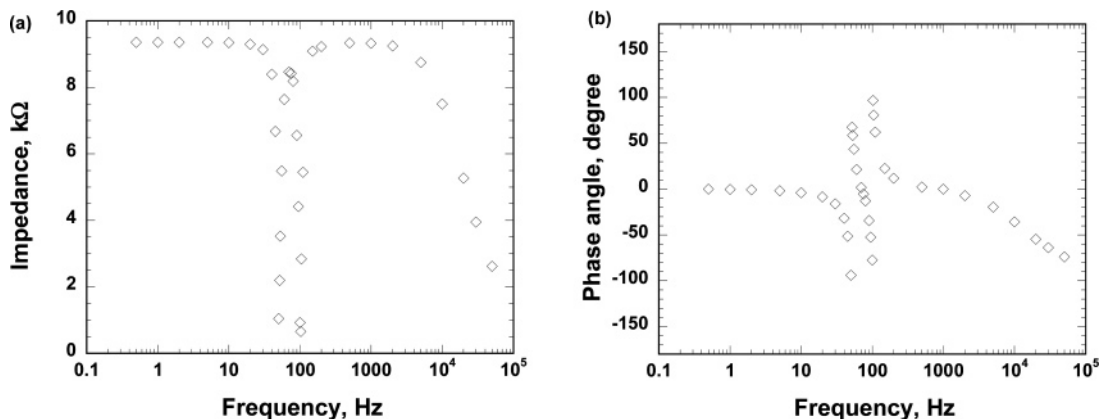 (a)
Impedance, kΩ
10
8
6
4
2
0
0.1 1 10 100 1000 10⁴ 10⁵
Frequency, Hz
(b)
Phase angle, degree
150
100
50
0
-50
-100
-150
0.1 1 10 100 1000 10⁴ 10⁵
Frequency, Hz